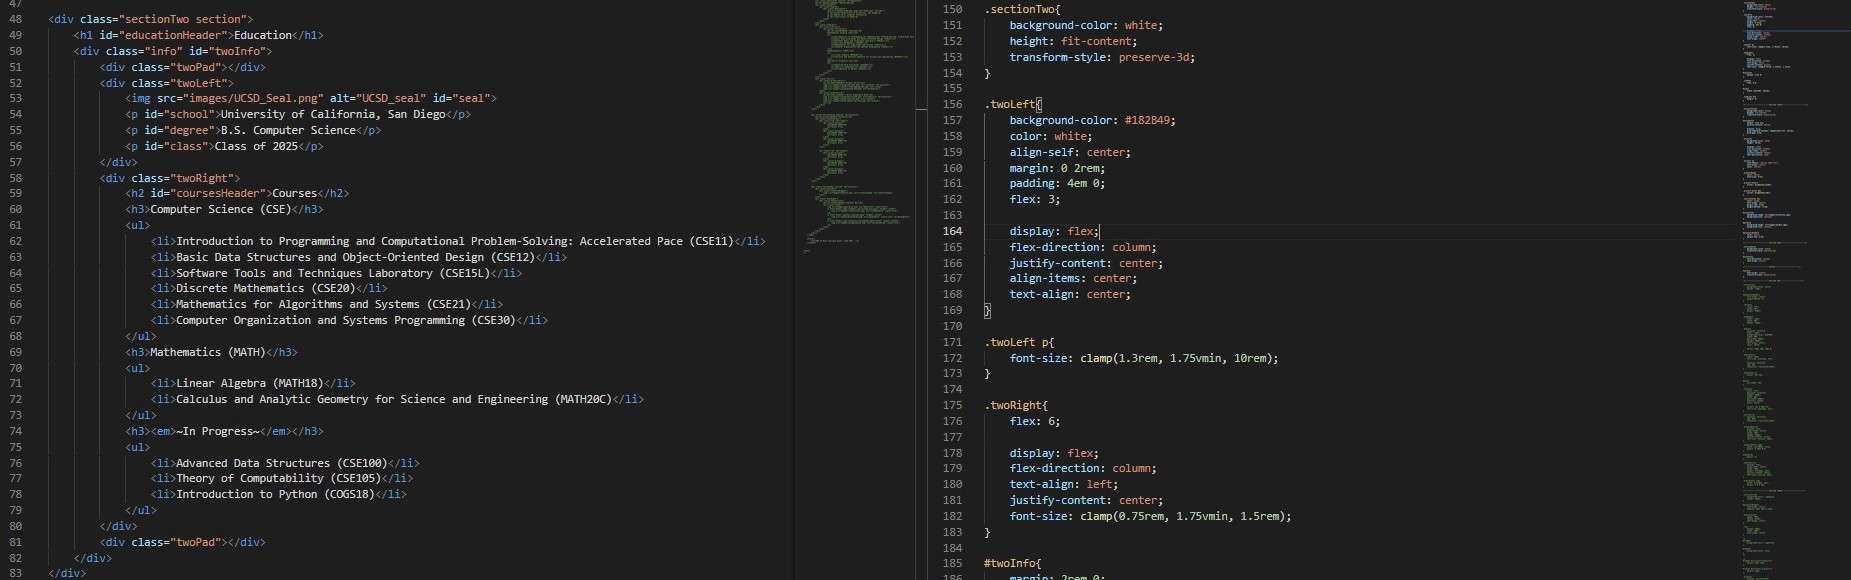 47
48 <div class="sectionTwo section">
49 <h1 id="educationHeader">Education</h1>
50 <div class="info" id="twoInfo">
51 <div class="twoPad"></div>
52 <div class="twoLeft">
53 <img src="images/UCSD_Seal.png" alt="UCSD_seal" id="seal">
54 <p id="school">University of California, San Diego</p>
55 <p id="degree">B.S. Computer Science</p>
56 <p id="class">Class of 2025</p>
57 </div>
58 <div class="twoRight">
59 <h2 id="coursesHeader">Courses</h2>
60 <h3>Computer Science (CSE)</h3>
61 <ul>
62 <li>Introduction to Programming and Computational Problem-Solving: Accelerated Pace (CSE11)</li>
63 <li>Basic Data Structures and Object-Oriented Design (CSE12)</li>
64 <li>Software Tools and Techniques Laboratory (CSE15L)</li>
65 <li>Discrete Mathematics (CSE20)</li>
66 <li>Mathematics for Algorithms and Systems (CSE21)</li>
67 <li>Computer Organization and Systems Programming (CSE30)</li>
68 </ul>
69 <h3>Mathematics (MATH)</h3>
70 <ul>
71 <li>Linear Algebra (MATH18)</li>
72 <li>Calculus and Analytic Geometry for Science and Engineering (MATH20C)</li>
73 </ul>
74 <h3><em>~In Progress~</em></h3>
75 <ul>
76 <li>Advanced Data Structures (CSE100)</li>
77 <li>Theory of Computability (CSE105)</li>
78 <li>Introduction to Python (COGS18)</li>
79 </ul>
80 </div>
81 <div class="twoPad"></div>
82 </div>
83 </div>
150 .sectionTwo{
151 background-color: white;
152 height: fit-content;
153 transform-style: preserve-3d;
154 }
155
156 .twoLeft{
157 background-color: #182B49;
158 color: white;
159 align-self: center;
160 margin: 0 2rem;
161 padding: 4em 0;
162 flex: 3;
163
164 display: flex;
165 flex-direction: column;
166 justify-content: center;
167 align-items: center;
168 text-align: center;
169 }
170
171 .twoLeft p{
172 font-size: clamp(1.3rem, 1.75vmin, 10rem);
173 }
174
175 .twoRight{
176 flex: 6;
177
178 display: flex;
179 flex-direction: column;
180 text-align: left;
181 justify-content: center;
182 font-size: clamp(0.75rem, 1.75vmin, 1.5rem);
183 }
184
185 #twoInfo{
186 margin: 2rem 0;